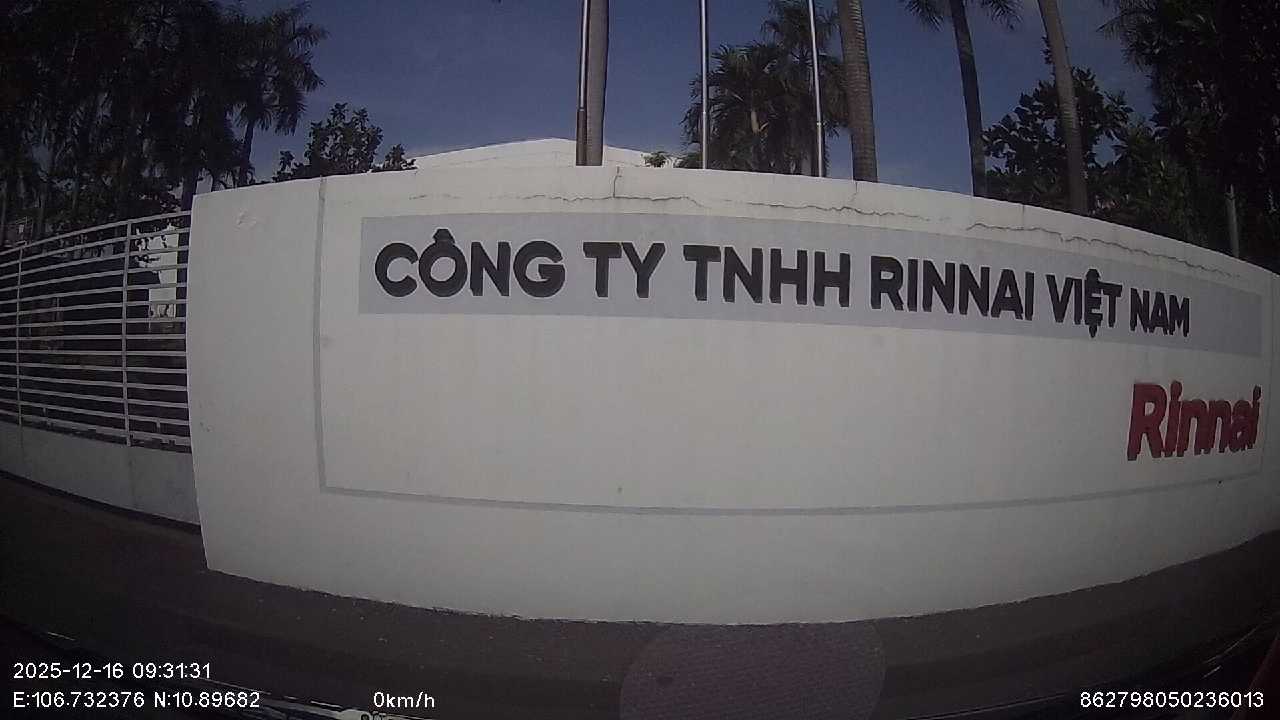 CÔNG TY TNHH RINNAI VIỆT NAM
Rinnai
2025-12-16 09:31:31
E:106.732376 N:10.89682 0km/h 862798050236013